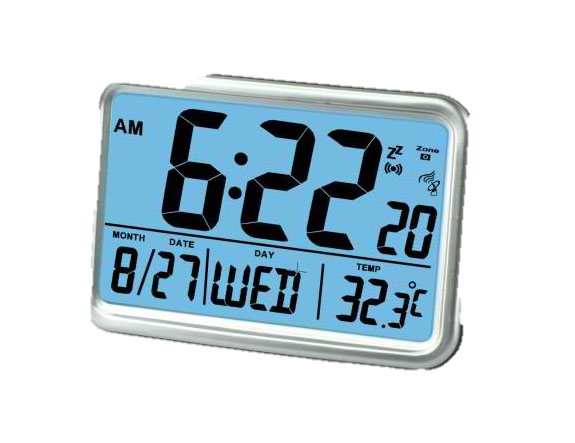 AM 6:22 20
Zz Zone
MONTH DATE DAY TEMP
8/27 WED 32.3°C